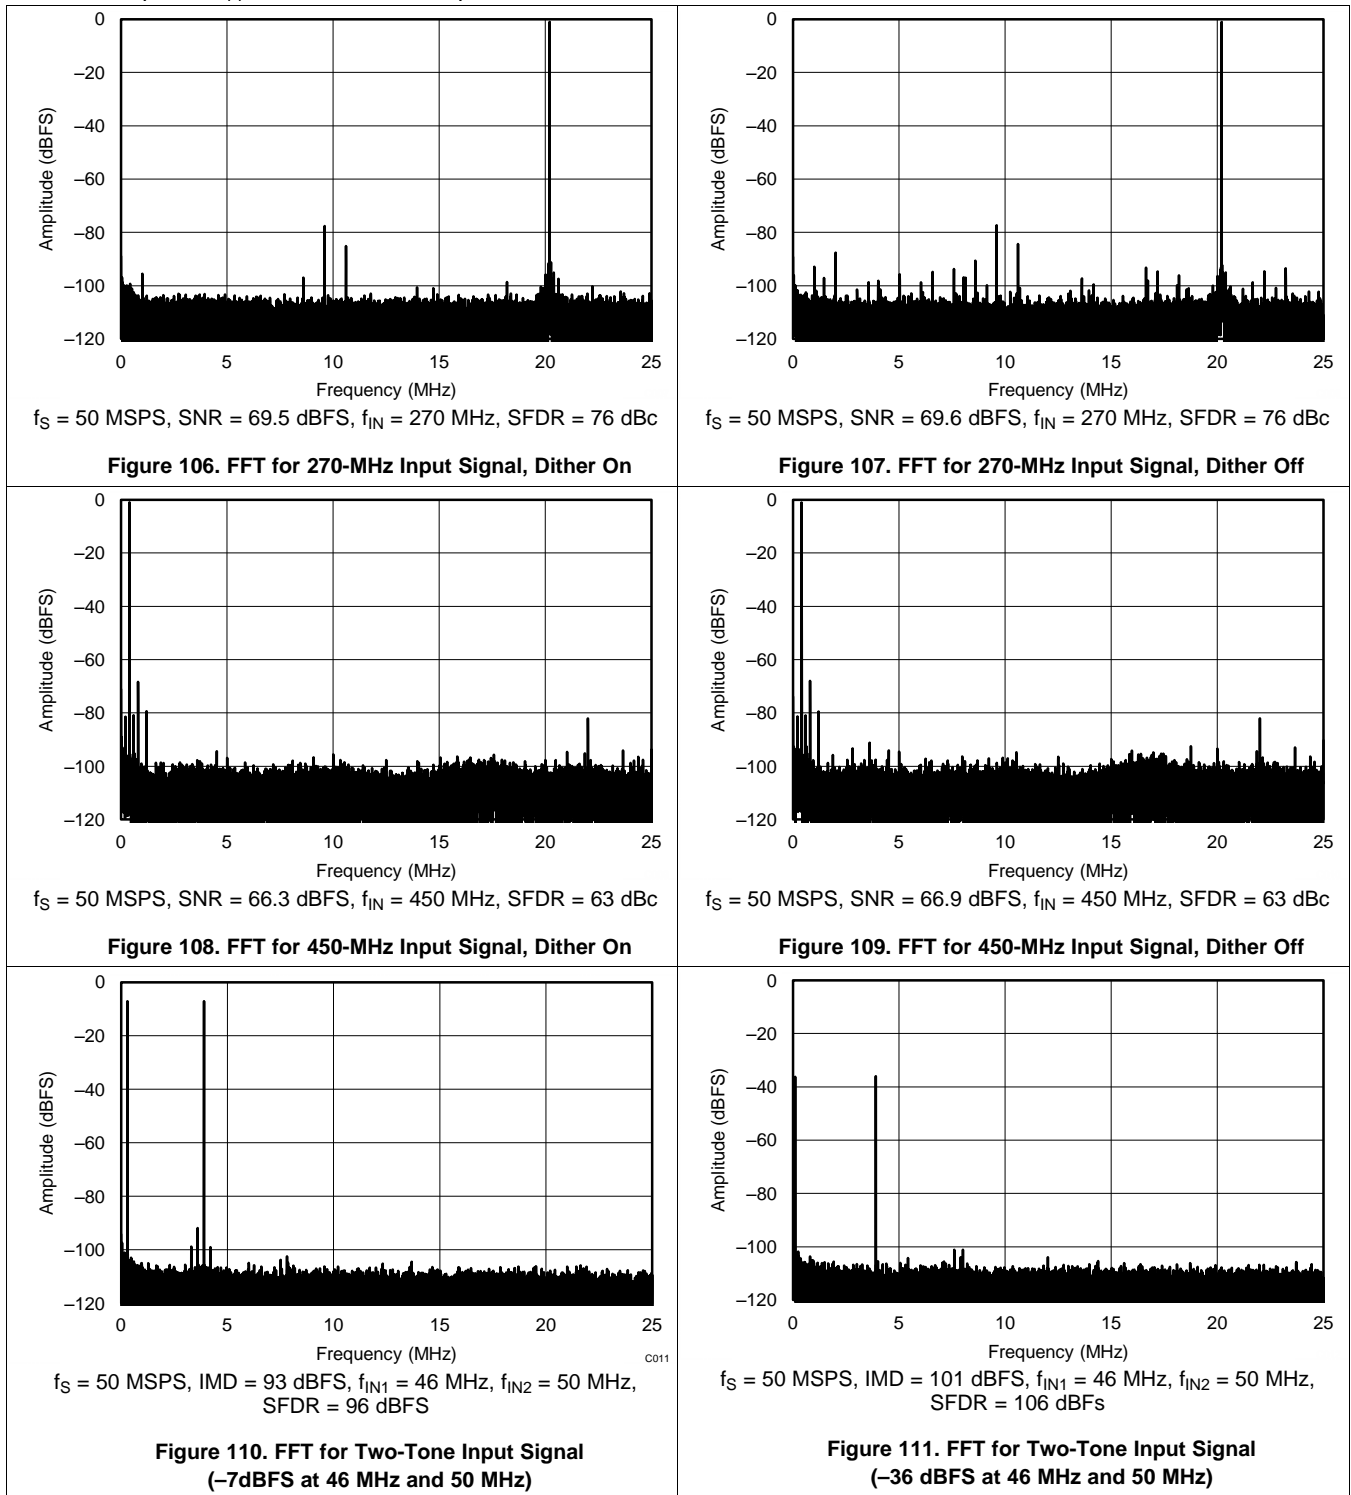 0
–20
–40
–60
–80
–100
–120
Amplitude (dBFS)
0 5 10 15 20 25
Frequency (MHz)
fS = 50 MSPS, SNR = 69.5 dBFS, fIN = 270 MHz, SFDR = 76 dBc
Figure 106. FFT for 270-MHz Input Signal, Dither On
0
–20
–40
–60
–80
–100
–120
Amplitude (dBFS)
0 5 10 15 20 25
Frequency (MHz)
fS = 50 MSPS, SNR = 69.6 dBFS, fIN = 270 MHz, SFDR = 76 dBc
Figure 107. FFT for 270-MHz Input Signal, Dither Off
0
–20
–40
–60
–80
–100
–120
Amplitude (dBFS)
0 5 10 15 20 25
Frequency (MHz)
fS = 50 MSPS, SNR = 66.3 dBFS, fIN = 450 MHz, SFDR = 63 dBc
Figure 108. FFT for 450-MHz Input Signal, Dither On
0
–20
–40
–60
–80
–100
–120
Amplitude (dBFS)
0 5 10 15 20 25
Frequency (MHz)
fS = 50 MSPS, SNR = 66.9 dBFS, fIN = 450 MHz, SFDR = 63 dBc
Figure 109. FFT for 450-MHz Input Signal, Dither Off
0
–20
–40
–60
–80
–100
–120
Amplitude (dBFS)
0 5 10 15 20 25
Frequency (MHz)
C011
fS = 50 MSPS, IMD = 93 dBFS, fIN1 = 46 MHz, fIN2 = 50 MHz,
SFDR = 96 dBFS
Figure 110. FFT for Two-Tone Input Signal
(–7dBFS at 46 MHz and 50 MHz)
0
–20
–40
–60
–80
–100
–120
Amplitude (dBFS)
0 5 10 15 20 25
Frequency (MHz)
fS = 50 MSPS, IMD = 101 dBFS, fIN1 = 46 MHz, fIN2 = 50 MHz,
SFDR = 106 dBFs
Figure 111. FFT for Two-Tone Input Signal
(–36 dBFS at 46 MHz and 50 MHz)